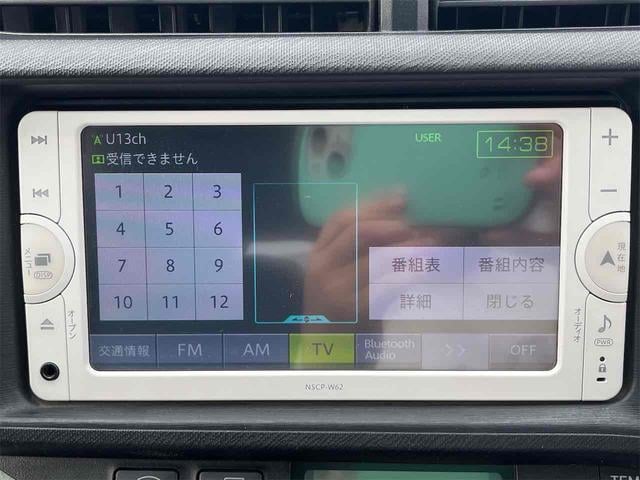 U13ch
受信できません
USER
14:38
1 2 3
4 5 6
7 8 9
10 11 12
番組表 番組内容
詳細 閉じる
交通情報 FM AM TV Bluetooth Audio >> OFF
メニュー
DISP
オープン
現在地
オーディオ
PWR
NSCP-W62